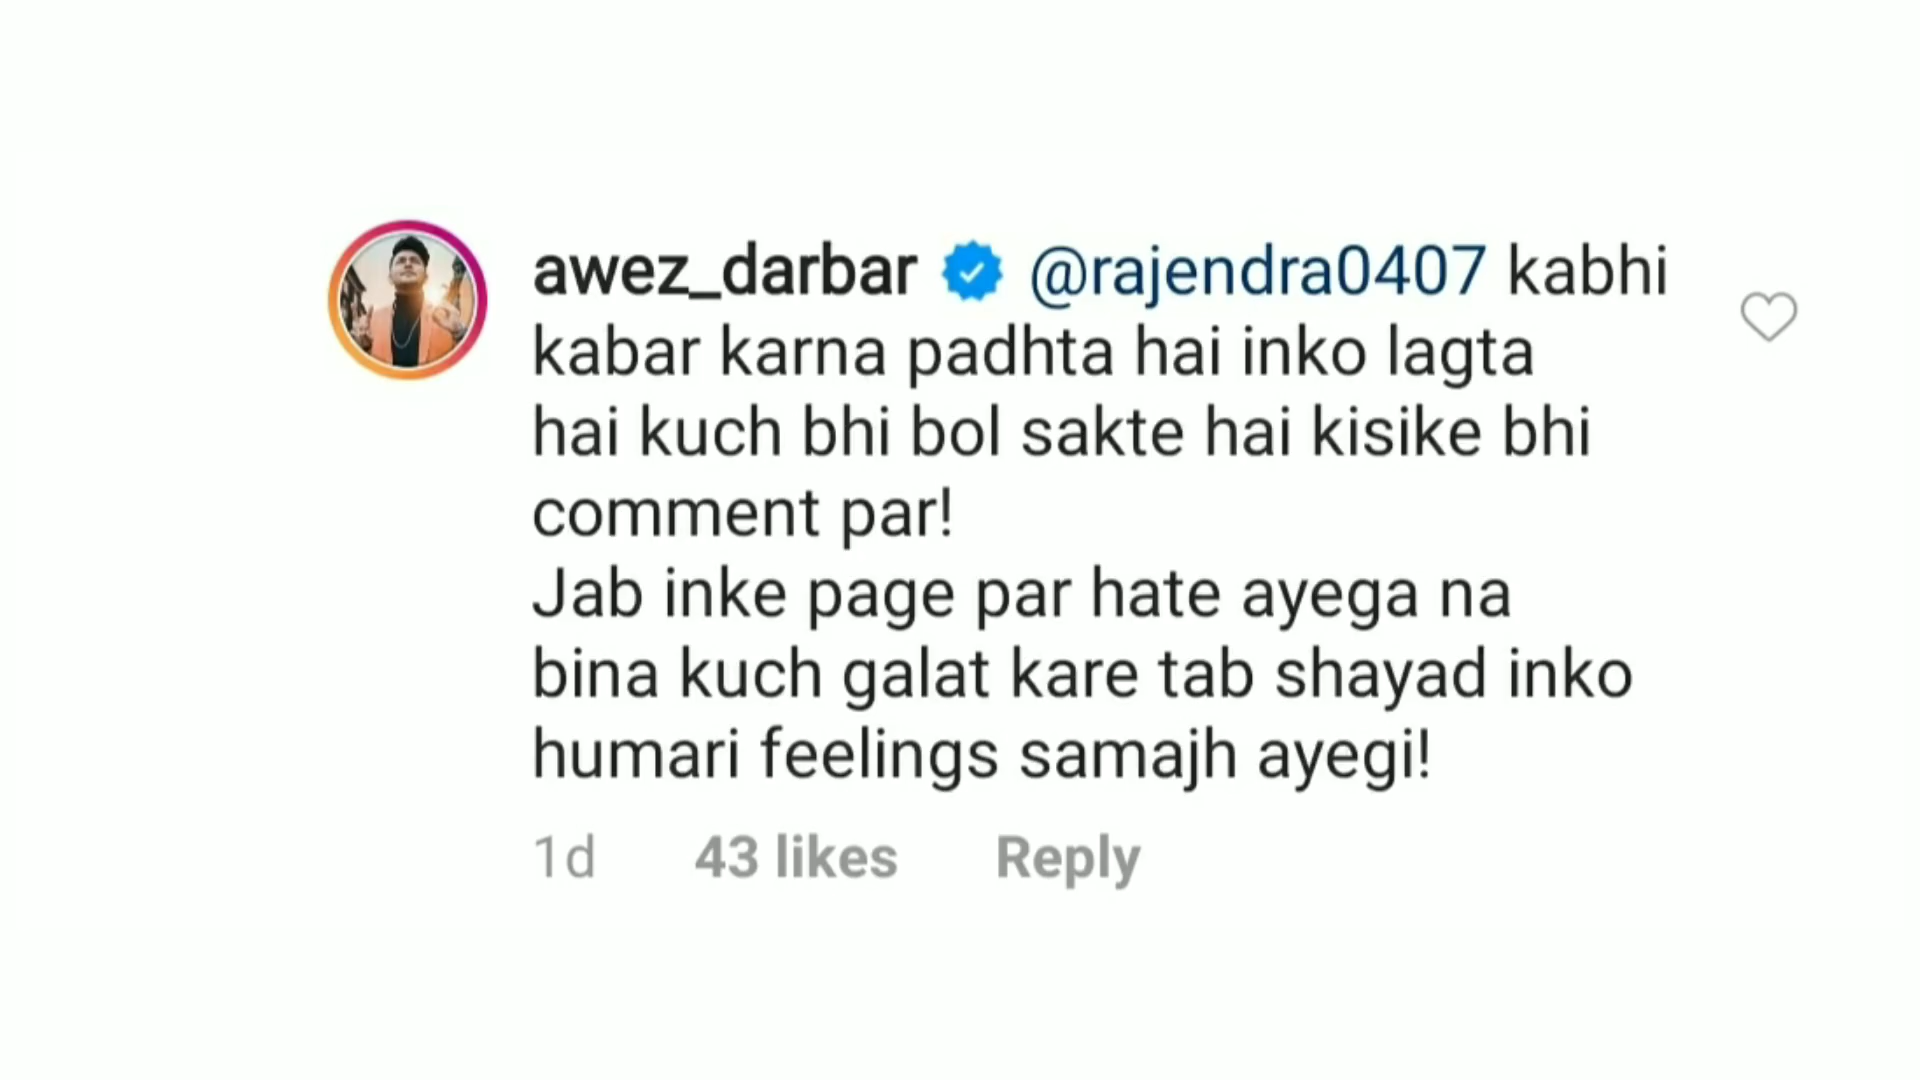 awez_darbar @rajendra0407 kabhi
kabar karna padhta hai inko lagta
hai kuch bhi bol sakte hai kisike bhi
comment par!
Jab inke page par hate ayega na
bina kuch galat kare tab shayad inko
humari feelings samajh ayegi!
1d 43 likes Reply